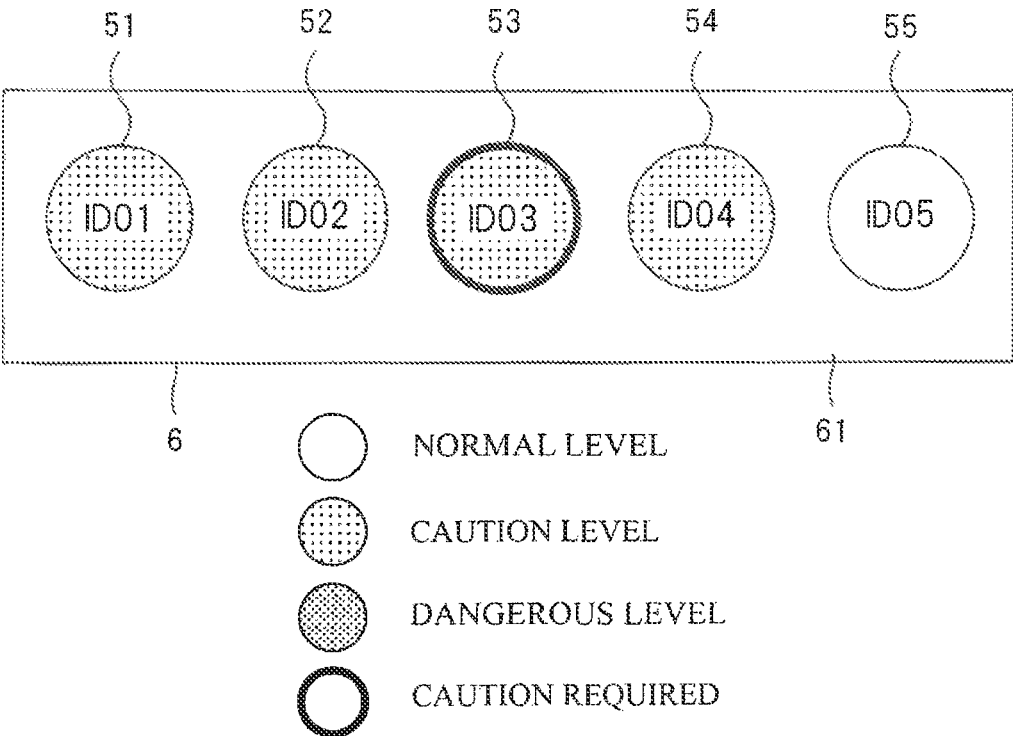 51 52 53 54 55
ID01 ID02 ID03 ID04 ID05
6 61
NORMAL LEVEL
CAUTION LEVEL
DANGEROUS LEVEL
CAUTION REQUIRED